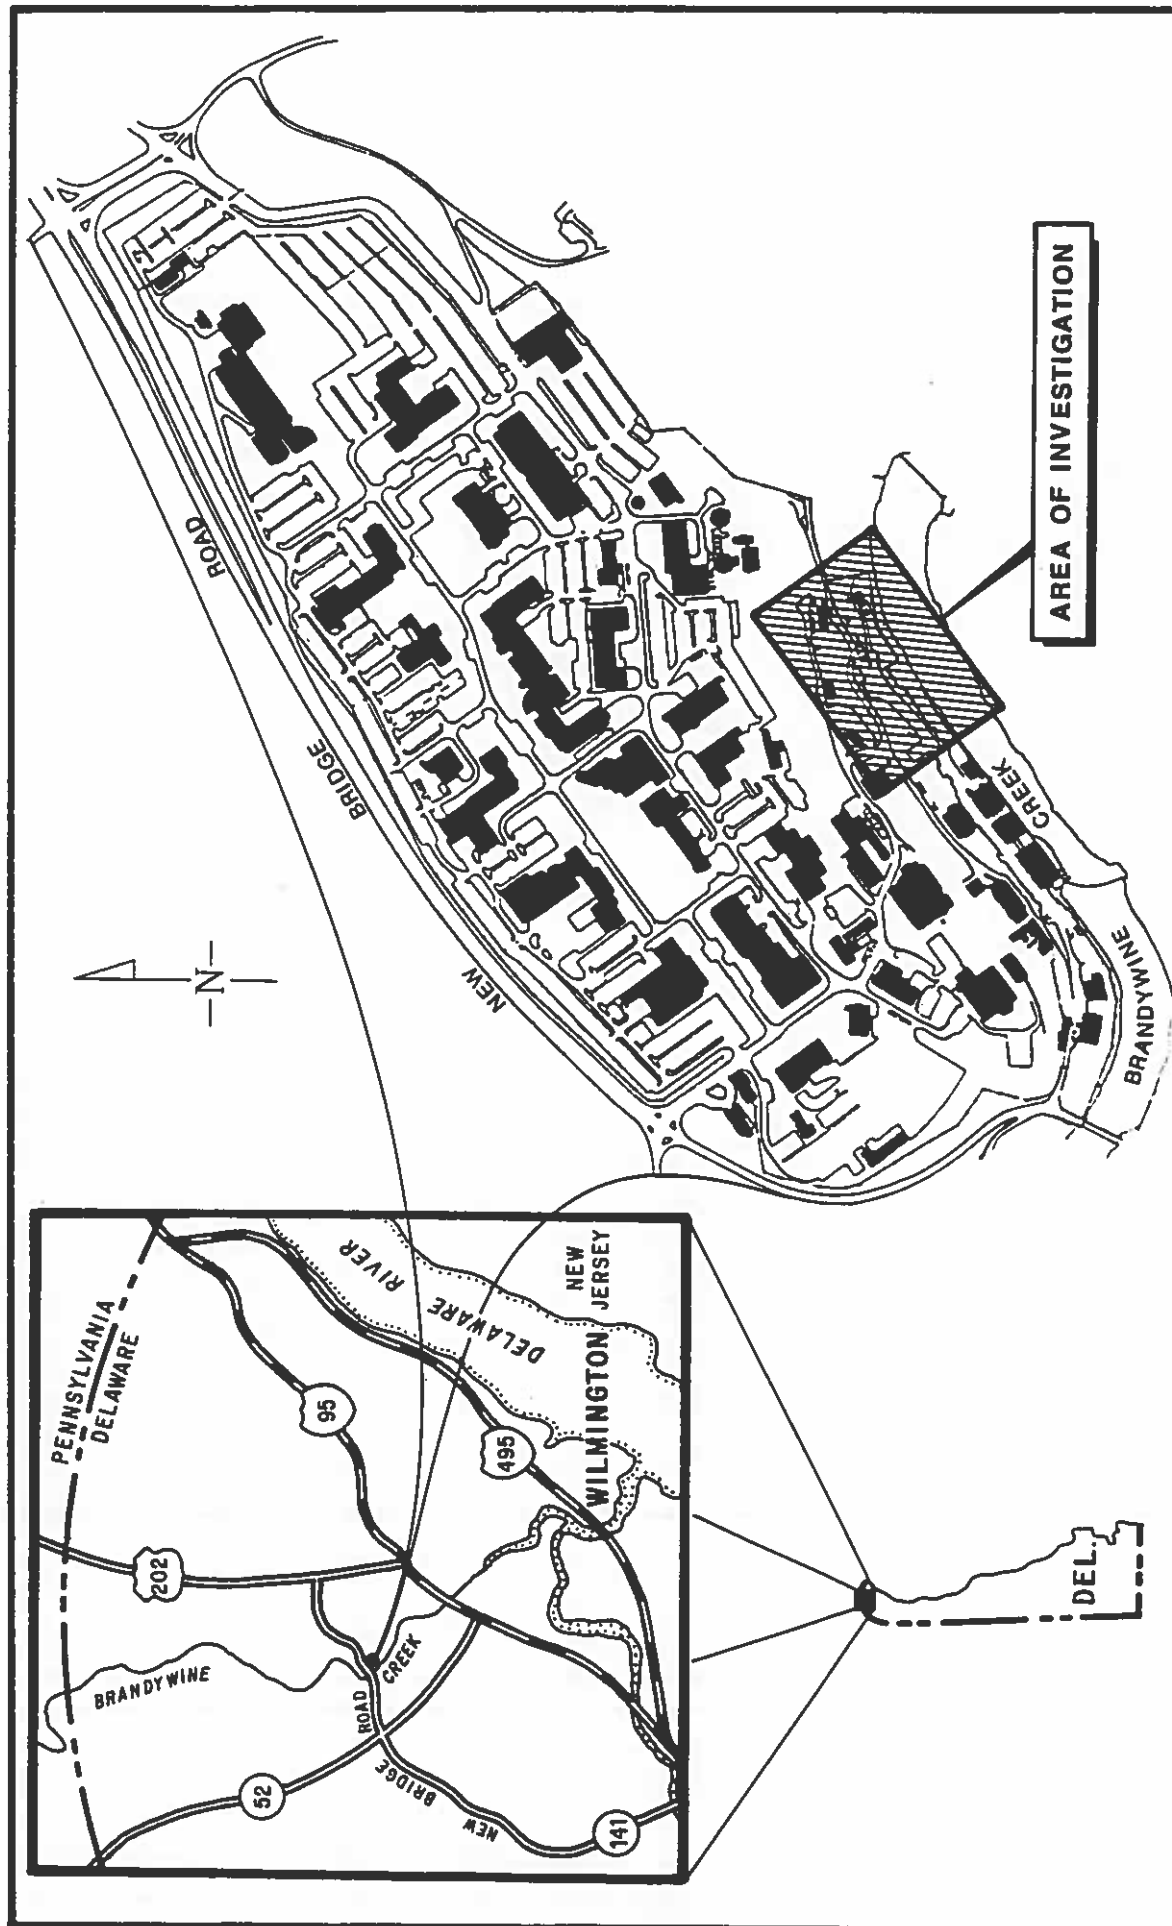 PENNSYLVANIA
DELAWARE
202
95
495
52
141
BRANDYWINE
CREEK
NEW
BRIDGE
ROAD
DELAWARE
RIVER
WILMINGTON
NEW
JERSEY
DEL.
-N-
NEW
BRIDGE
ROAD
BRANDYWINE
CREEK
AREA OF INVESTIGATION